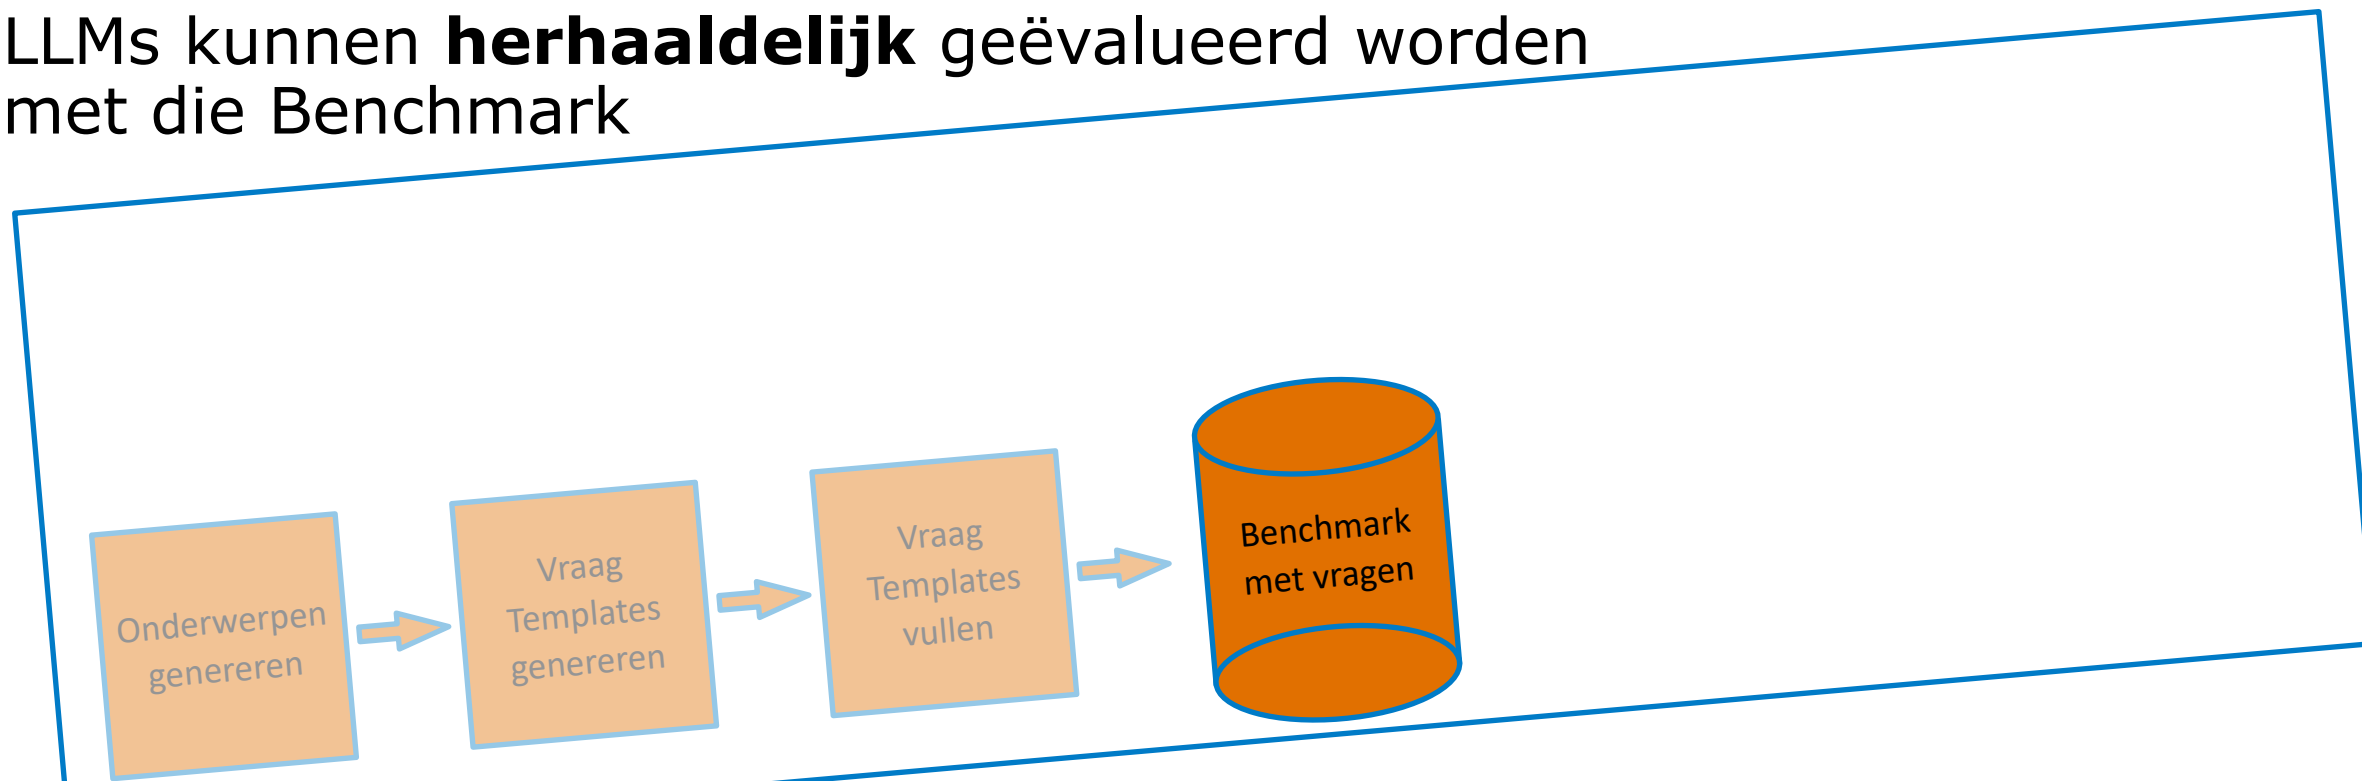 LLMs kunnen herhaaldelijk geëvalueerd worden
met die Benchmark
Onderwerpen
genereren
Vraag
Templates
genereren
Vraag
Templates
vullen
Benchmark
met vragen